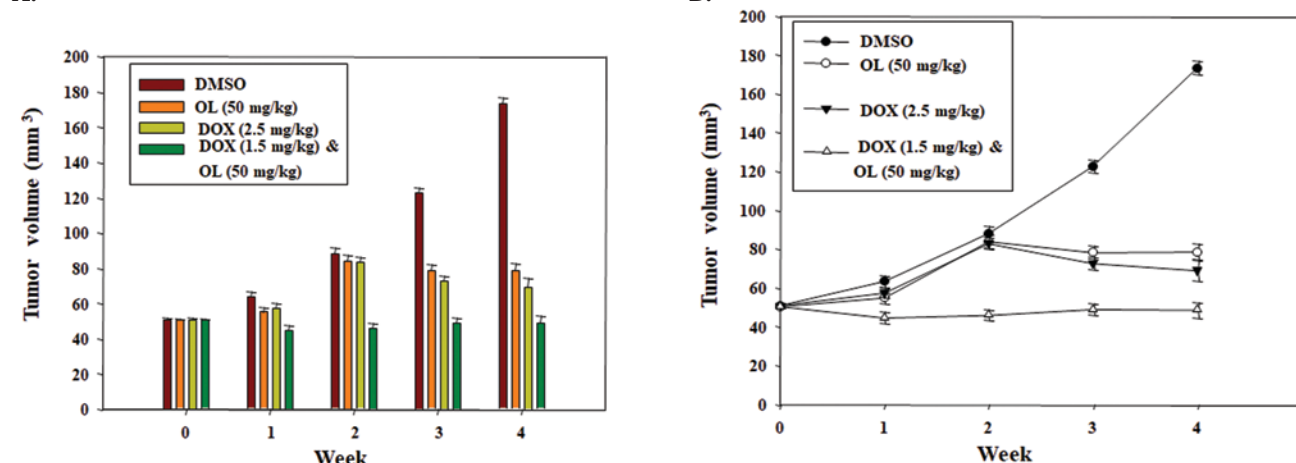 Tumor volume (mm³)
200
180
160
140
120
100
80
60
40
20
0
DMSO
OL (50 mg/kg)
DOX (2.5 mg/kg)
DOX (1.5 mg/kg) &
OL (50 mg/kg)
0 1 2 3 4
Week
Tumor volume (mm³)
200
180
160
140
120
100
80
60
40
20
0
DMSO
OL (50 mg/kg)
DOX (2.5 mg/kg)
DOX (1.5 mg/kg) &
OL (50 mg/kg)
0 1 2 3 4
Week